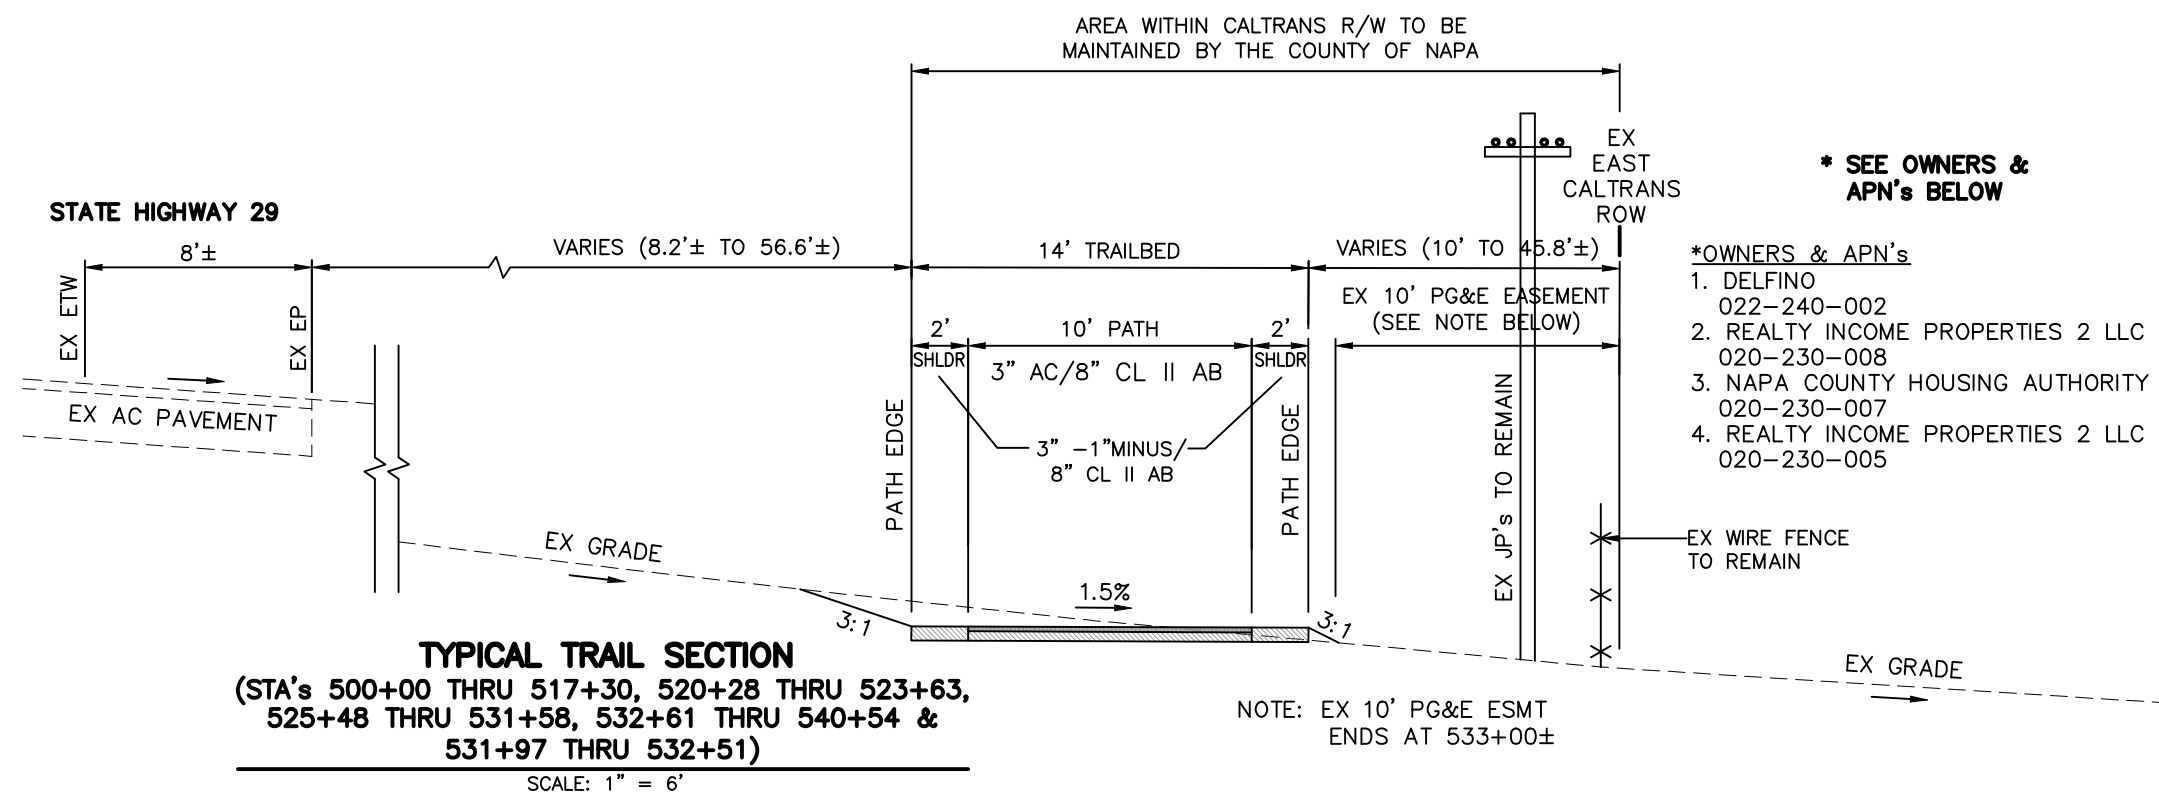 AREA WITHIN CALTRANS R/W TO BE
MAINTAINED BY THE COUNTY OF NAPA
EX
EAST
CALTRANS
ROW
* SEE OWNERS &
APN's BELOW
STATE HIGHWAY 29
8'±
VARIES (8.2'± TO 56.6'±)
14' TRAILBED
VARIES (10' TO 45.8'±)
EX 10' PG&E EASEMENT
(SEE NOTE BELOW)
*OWNERS & APN's
1. DELFINO
022-240-002
2. REALTY INCOME PROPERTIES 2 LLC
020-230-008
3. NAPA COUNTY HOUSING AUTHORITY
020-230-007
4. REALTY INCOME PROPERTIES 2 LLC
020-230-005
EX ETW
EX EP
2'
SHLDR
10' PATH
3" AC/8" CL II AB
2'
SHLDR
EX AC PAVEMENT
PATH EDGE
3" -1"MINUS/
8" CL II AB
PATH EDGE
EX JP's TO REMAIN
EX WIRE FENCE
TO REMAIN
EX GRADE
1.5%
3:1
3:1
EX GRADE
TYPICAL TRAIL SECTION
(STA's 500+00 THRU 517+30, 520+28 THRU 523+63,
525+48 THRU 531+58, 532+61 THRU 540+54 &
531+97 THRU 532+51)
SCALE: 1" = 6'
NOTE: EX 10' PG&E ESMT
ENDS AT 533+00±